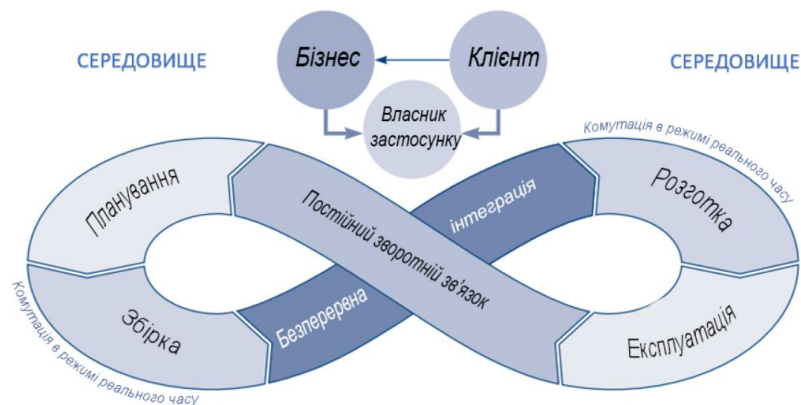 СЕРЕДОВИЩЕ
Бізнес
Клієнт
СЕРЕДОВИЩЕ
Власник
застосунку
Комутація в режимі реального часу
Планування
інтеграція
Розготка
Постійний зворотній зв'язок
Збірка
Безперервна
Експлуатація
Комутація в режимі реального часу